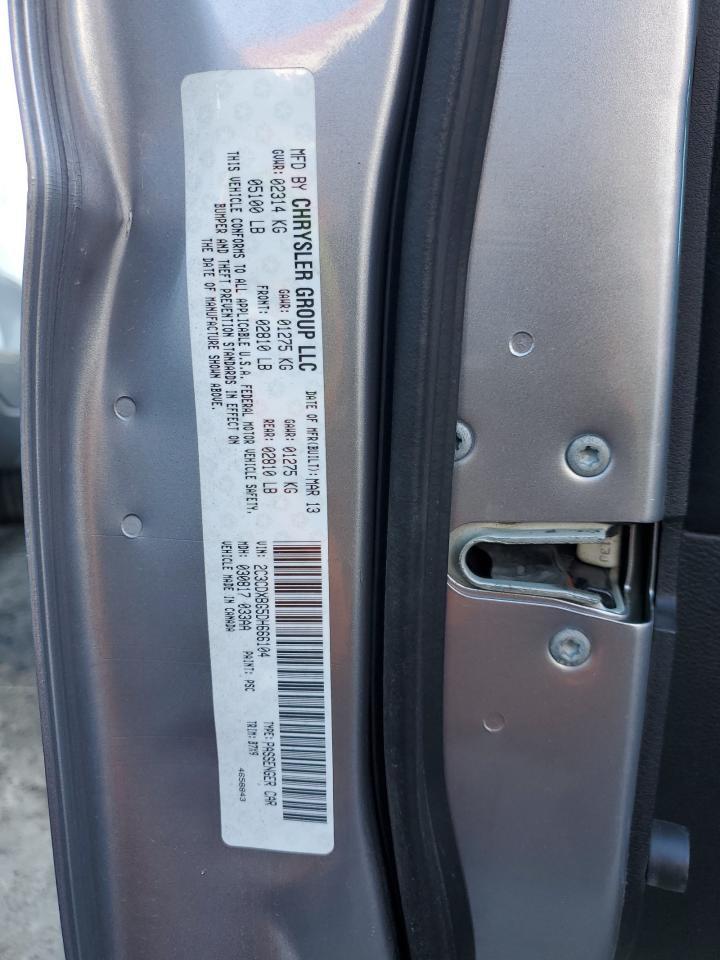 MFD BY CHRYSLER GROUP LLC
DATE OF MFR(BUILT): MAR 13
GVWR: 02314 KG
GAWR: 01275 KG
GAWR: 01275 KG
05100 LB
FRONT: 02810 LB
REAR: 02810 LB
THIS VEHICLE CONFORMS TO ALL APPLICABLE U.S.A. FEDERAL MOTOR VEHICLE SAFETY,
BUMPER AND THEFT PREVENTION STANDARDS IN EFFECT ON
THE DATE OF MANUFACTURE SHOWN ABOVE.
VIN: 2C3CDXBG5DH666104
TYPE: PASSENGER CAR
MDH: 030817 033AA
PAINT: PSC
TRIM: B7X9
VEHICLE MADE IN CANADA
4658843